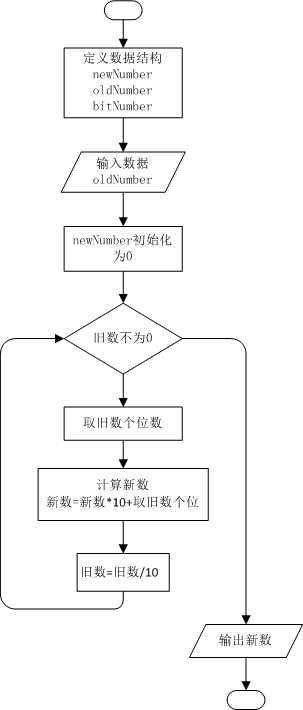 定义数据结构
newNumber
oldNumber
bitNumber
输入数据
oldNumber
newNumber初始化
为0
旧数不为0
取旧数个位数
计算新数
新数=新数*10+取旧数个位
旧数=旧数/10
输出新数